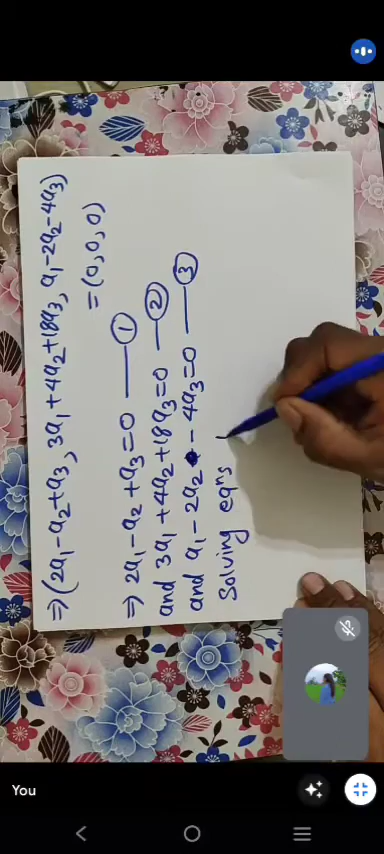 ⇒(2a₁-a₂+a₃, 3a₁+4a₂+18a₃, a₁-2a₂-4a₃)
=(0,0,0)
⇒ 2a₁-a₂+a₃=0 —— ①
and 3a₁+4a₂+18a₃=0 — ②
and a₁-2a₂ - 4a₃=0 —— ③
Solving eqⁿs
You